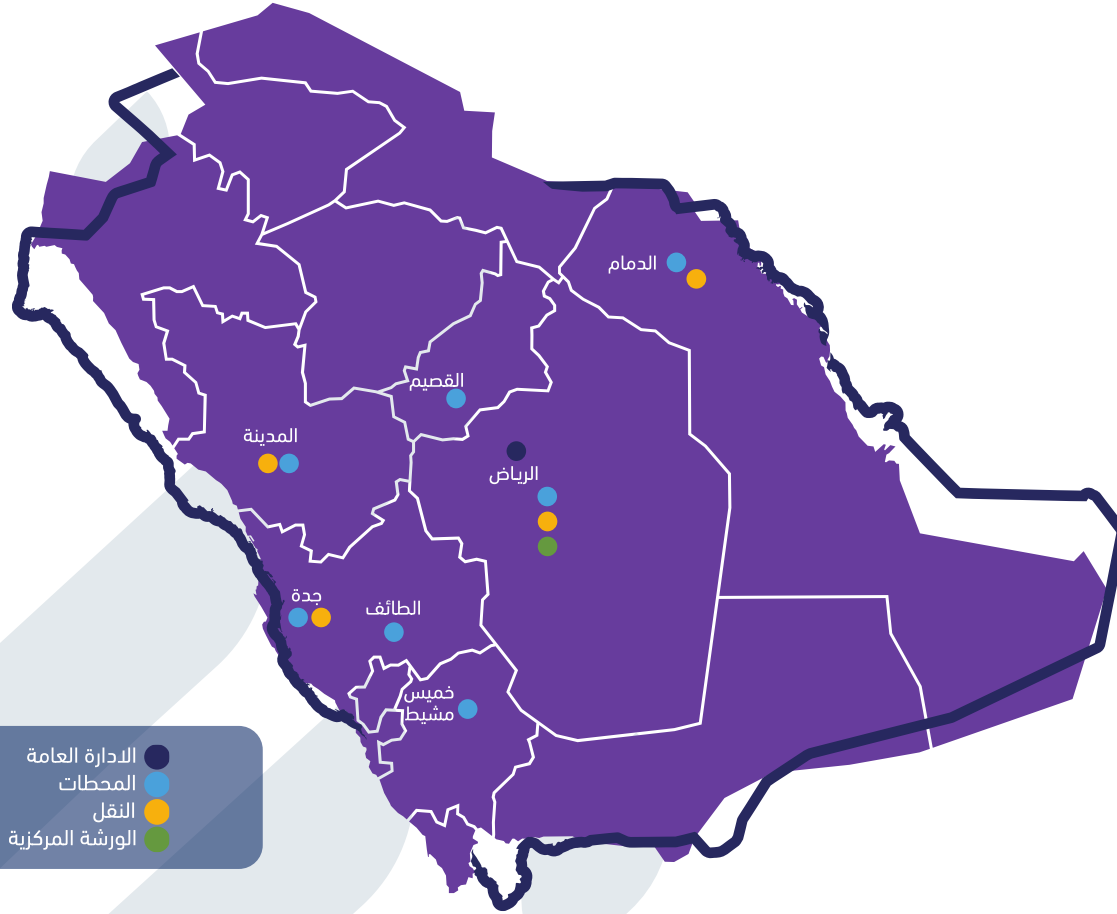 الدمام
القصيم
المدينة
الرياض
جدة
الطائف
خميس
مشيط
الادارة العامة
المحطات
النقل
الورشة المركزية